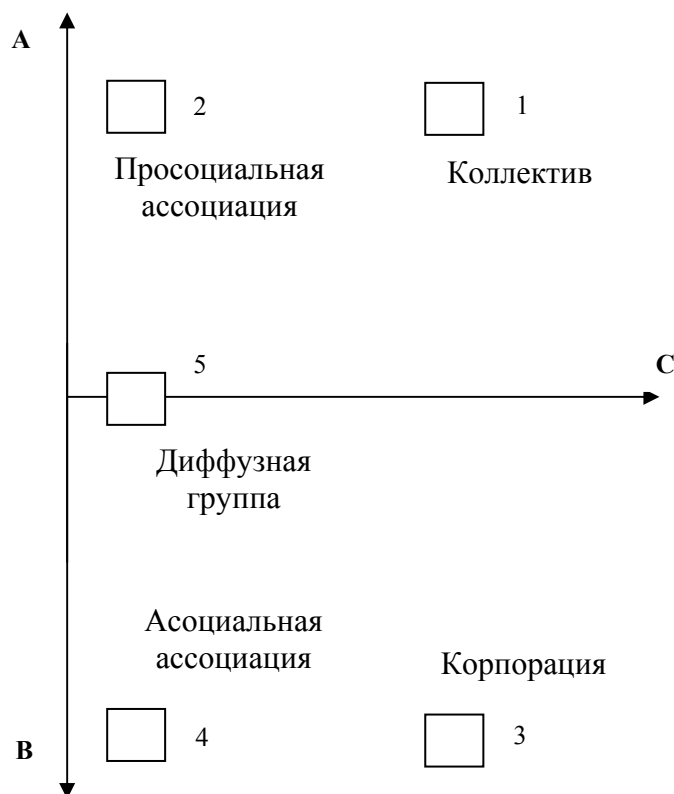 A
2
1
Просоциальная
ассоциация
Коллектив
5
C
Диффузная
группа
Асоциальная
ассоциация
Корпорация
4
3
B